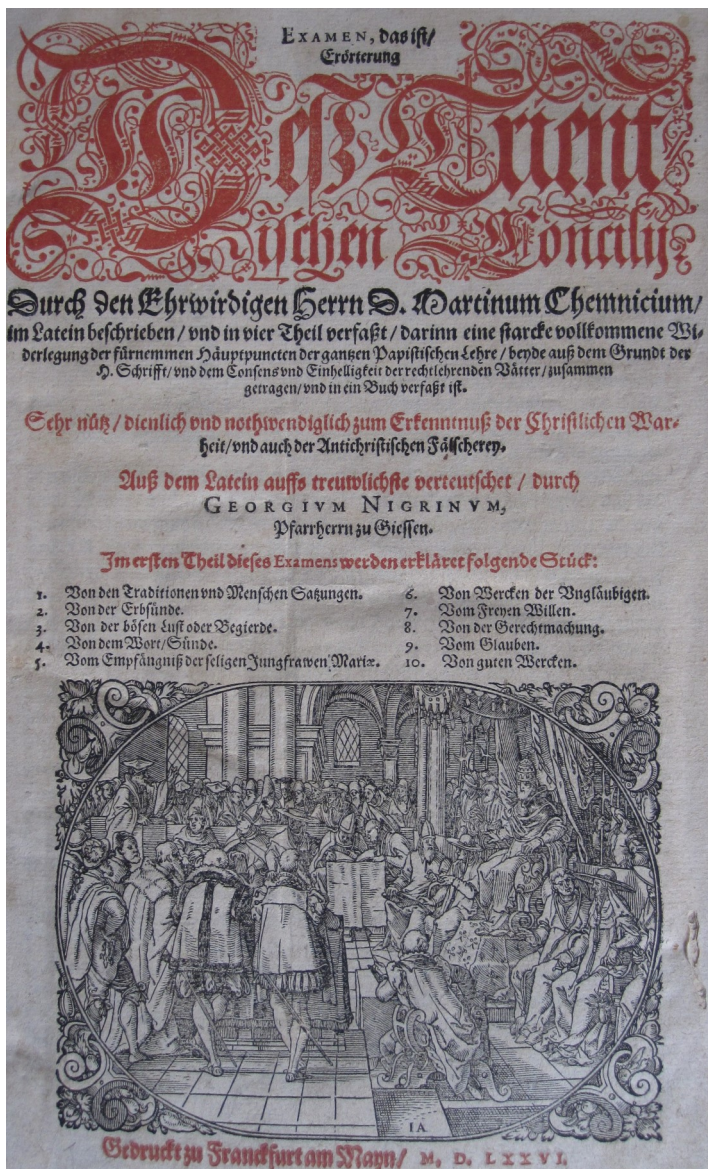 EXAMEN, das ist/
Erörterung
Deß Trient
ischen Concilij
Durch den Ehrwirdigen Herrn D. Martinum Chemnicium/
im Latein beschrieben/ vnd in vier Theil verfaßt/ darinn eine starcke vollkommene Wi-
derlegung der fürnemmen Häuptpuncten der gantzen Papistischen Lehre/ beyde auß dem Grundt der
H. Schrifft/ vnd dem Consens vnd Einhelligkeit der rechtlehrenden Vätter/ zusammen
getragen/ vnd in ein Buch verfaßt ist.
Sehr nütz/ dienlich vnd nothwendiglich zum Erkenntnuß der Christlichen War-
heit/ vnd auch der Antichristischen Fälscherey.
Auß dem Latein auffs treuwlichste verteutschet/ durch
GEORGIVM NIGRINVM,
Pfarrherrn zu Giessen.
Im ersten Theil dieses Examens werden erkläret folgende Stück:
1. Von den Traditionen vnd Menschen Satzungen.
2. Von der Erbsünde.
3. Von der bösen Lust oder Begierde.
4. Von dem Wort/ Sünde.
5. Vom Empfängniß der seligen Jungfrawen Mariæ.
6. Von Wercken der Vngläubigen.
7. Vom Freyen Willen.
8. Von der Gerechtmachung.
9. Vom Glauben.
10. Von guten Wercken.
IA
Gedruckt zu Franckfurt am Mayn/ M. D. LXXVI.